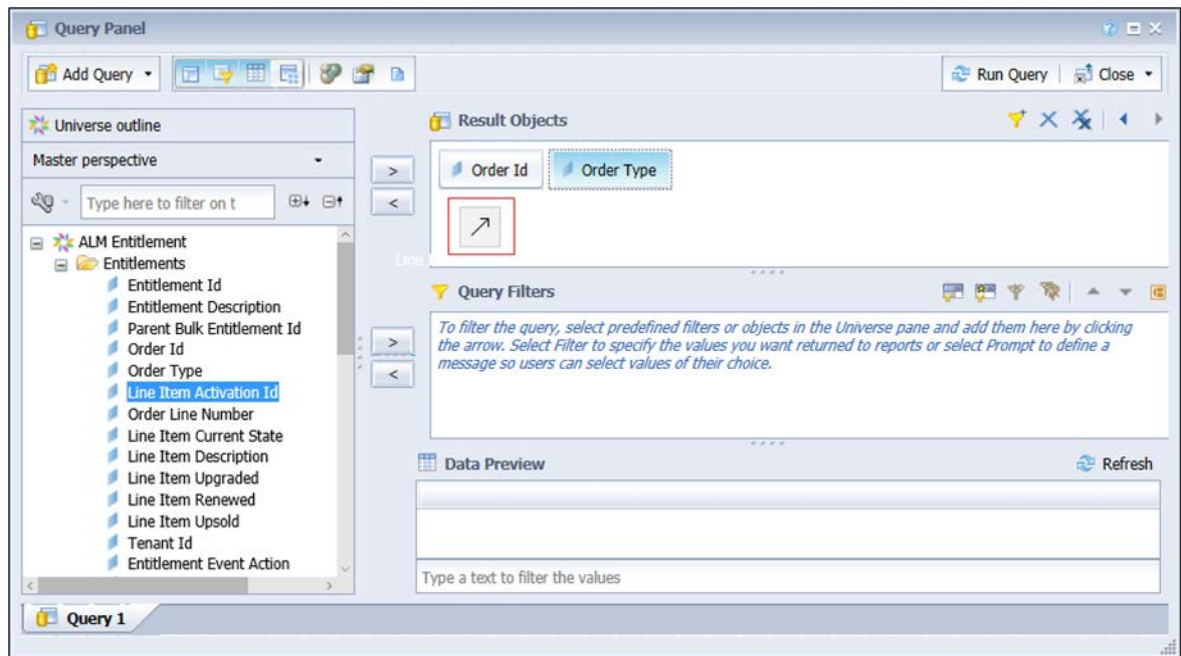 Query Panel
Add Query
Run Query
Close
Universe outline
Master perspective
Type here to filter on t
ALM Entitlement
Entitlements
Entitlement Id
Entitlement Description
Parent Bulk Entitlement Id
Order Id
Order Type
Line Item Activation Id
Order Line Number
Line Item Current State
Line Item Description
Line Item Upgraded
Line Item Renewed
Line Item Upsold
Tenant Id
Entitlement Event Action
>
<
>
<
Result Objects
Order Id
Order Type
Line
Query Filters
To filter the query, select predefined filters or objects in the Universe pane and add them here by clicking
the arrow. Select Filter to specify the values you want returned to reports or select Prompt to define a
message so users can select values of their choice.
Data Preview
Refresh
Type a text to filter the values
Query 1